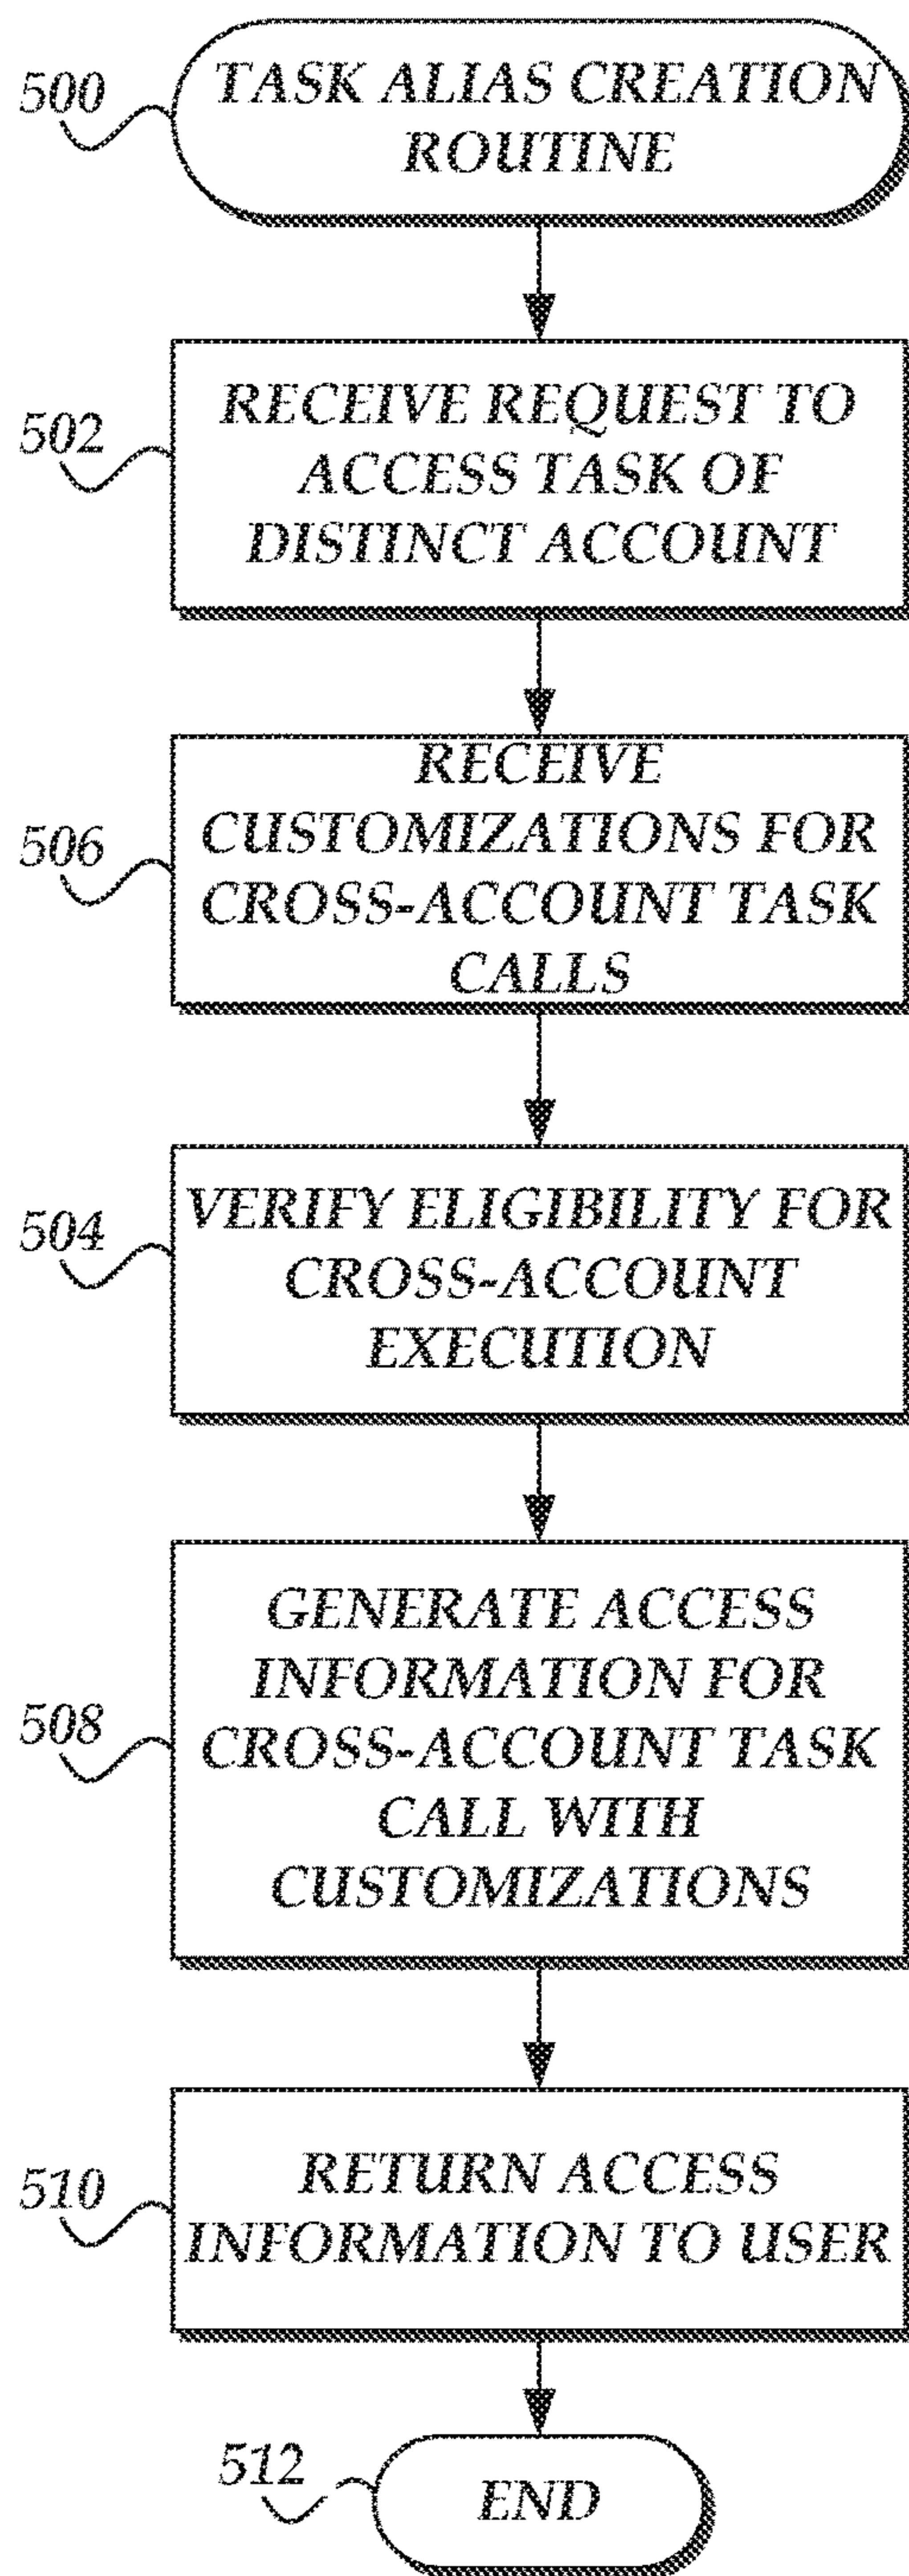 500
TASK ALIAS CREATION
ROUTINE
502
RECEIVE REQUEST TO
ACCESS TASK OF
DISTINCT ACCOUNT
506
RECEIVE
CUSTOMIZATIONS FOR
CROSS-ACCOUNT TASK
CALLS
504
VERIFY ELIGIBILITY FOR
CROSS-ACCOUNT
EXECUTION
508
GENERATE ACCESS
INFORMATION FOR
CROSS-ACCOUNT TASK
CALL WITH
CUSTOMIZATIONS
510
RETURN ACCESS
INFORMATION TO USER
512
END